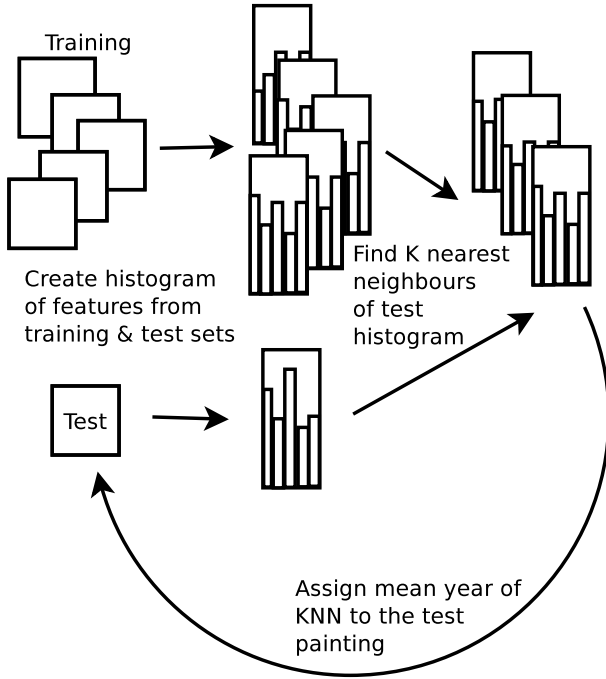 Training
Create histogram
of features from
training & test sets
Find K nearest
neighbours
of test
histogram
Test
Assign mean year of
KNN to the test
painting